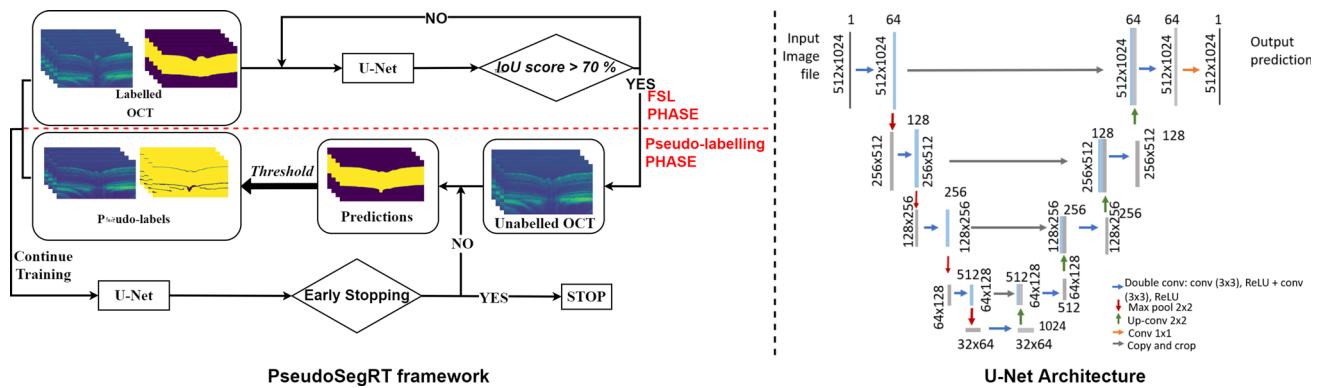 NO
U-Net
IoU score > 70 %
YES
Labelled
OCT
FSL
PHASE
Pseudo-labelling
PHASE
Threshold
Predictions
Unabelled OCT
NO
Continue
Training
U-Net
Early Stopping
YES
STOP
PseudoSegRT framework
Input
Image
file
1
512x1024
64
512x1024
64
512x1024
64
512x1024
1
512x1024
Output
prediction
256x512
128
256x512
128
256x512
128
256x512
128x256
256
128x256
256
128x256
256
128x256
64x128
512
64x128
512
64x128
512
64x128
32x64
1024
32x64
Double conv: conv (3x3), ReLU + conv
(3x3), ReLU
Max pool 2x2
Up-conv 2x2
Conv 1x1
Copy and crop
U-Net Architecture